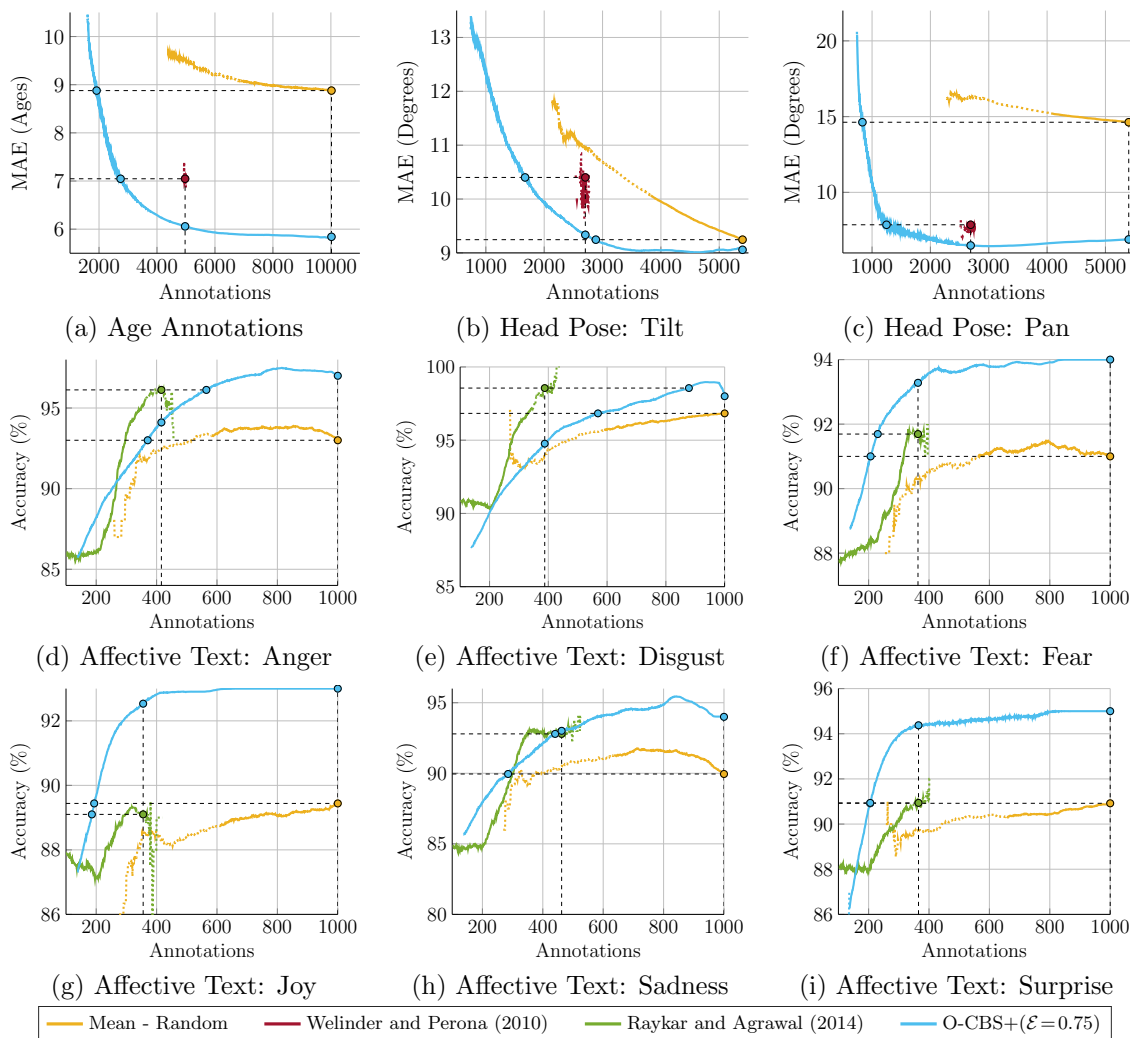 MAE (Ages)
10
9
8
7
6
2000 4000 6000 8000 10000
Annotations
(a) Age Annotations
MAE (Degrees)
13
12
11
10
9
1000 2000 3000 4000 5000
Annotations
(b) Head Pose: Tilt
MAE (Degrees)
20
15
10
1000 2000 3000 4000 5000
Annotations
(c) Head Pose: Pan
Accuracy (%)
95
90
85
200 400 600 800 1000
Annotations
(d) Affective Text: Anger
Accuracy (%)
100
95
90
85
200 400 600 800 1000
Annotations
(e) Affective Text: Disgust
Accuracy (%)
94
92
90
88
200 400 600 800 1000
Annotations
(f) Affective Text: Fear
Accuracy (%)
92
90
88
86
200 400 600 800 1000
Annotations
(g) Affective Text: Joy
Accuracy (%)
95
90
85
80
200 400 600 800 1000
Annotations
(h) Affective Text: Sadness
Accuracy (%)
96
94
92
90
88
86
200 400 600 800 1000
Annotations
(i) Affective Text: Surprise
Mean - Random Welinder and Perona (2010) Raykar and Agrawal (2014) O-CBS+(ℰ=0.75)